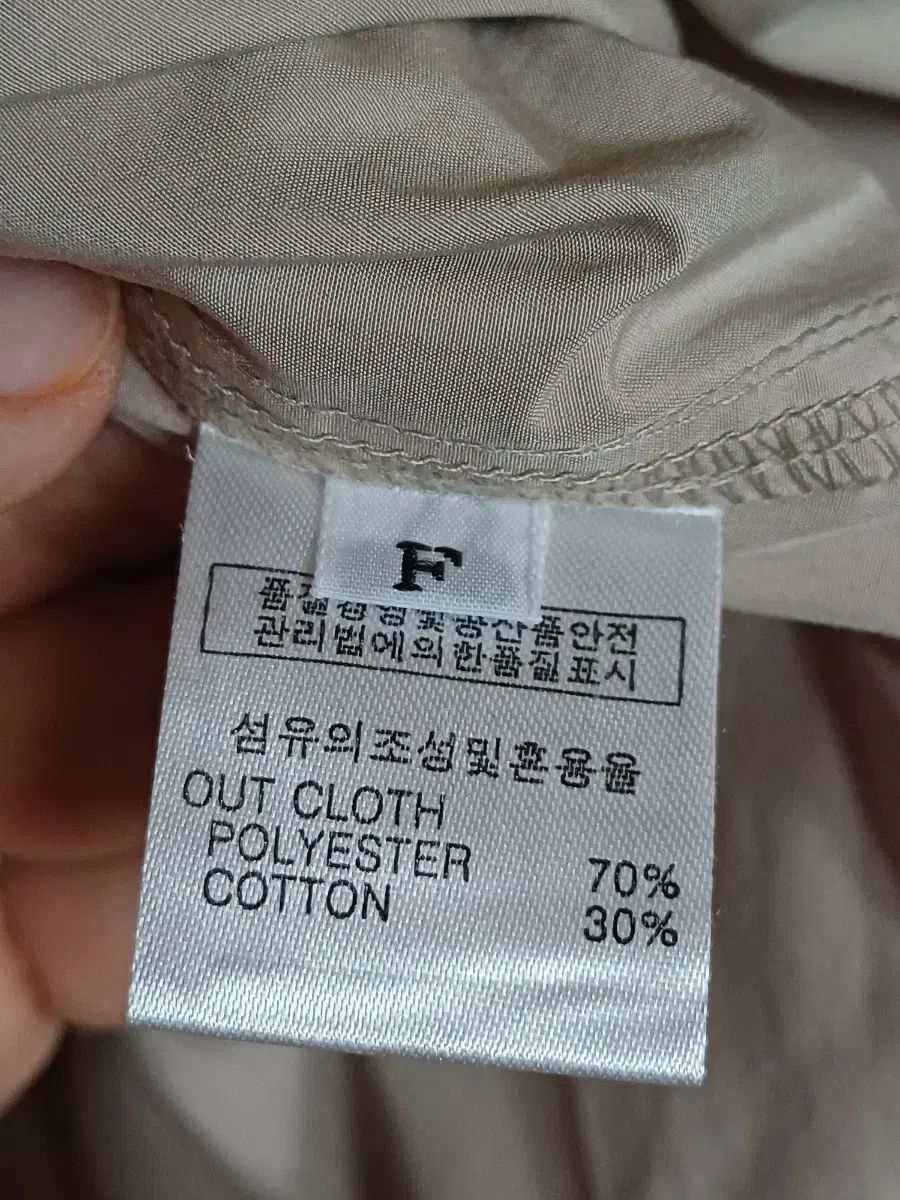 F
품질경영및공산품안전
관리법에의한품질표시
섬유의조성및혼용율
OUT CLOTH
POLYESTER 70%
COTTON 30%